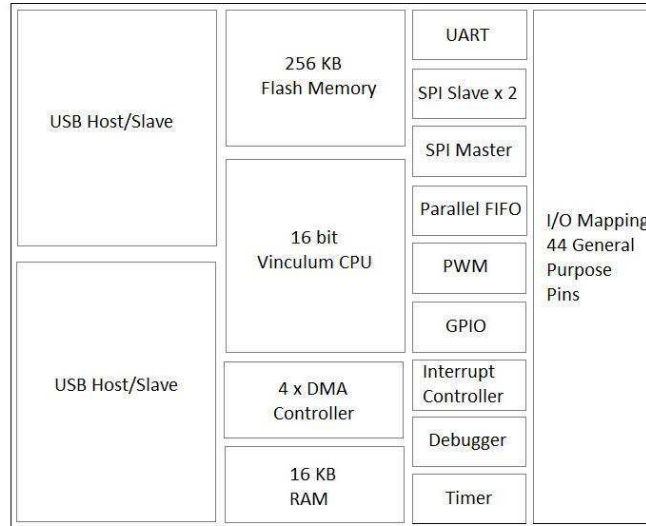 USB Host/Slave
USB Host/Slave
256 KB
Flash Memory
16 bit
Vinculum CPU
4 x DMA
Controller
16 KB
RAM
UART
SPI Slave x 2
SPI Master
Parallel FIFO
PWM
GPIO
Interrupt
Controller
Debugger
Timer
I/O Mapping
44 General
Purpose
Pins